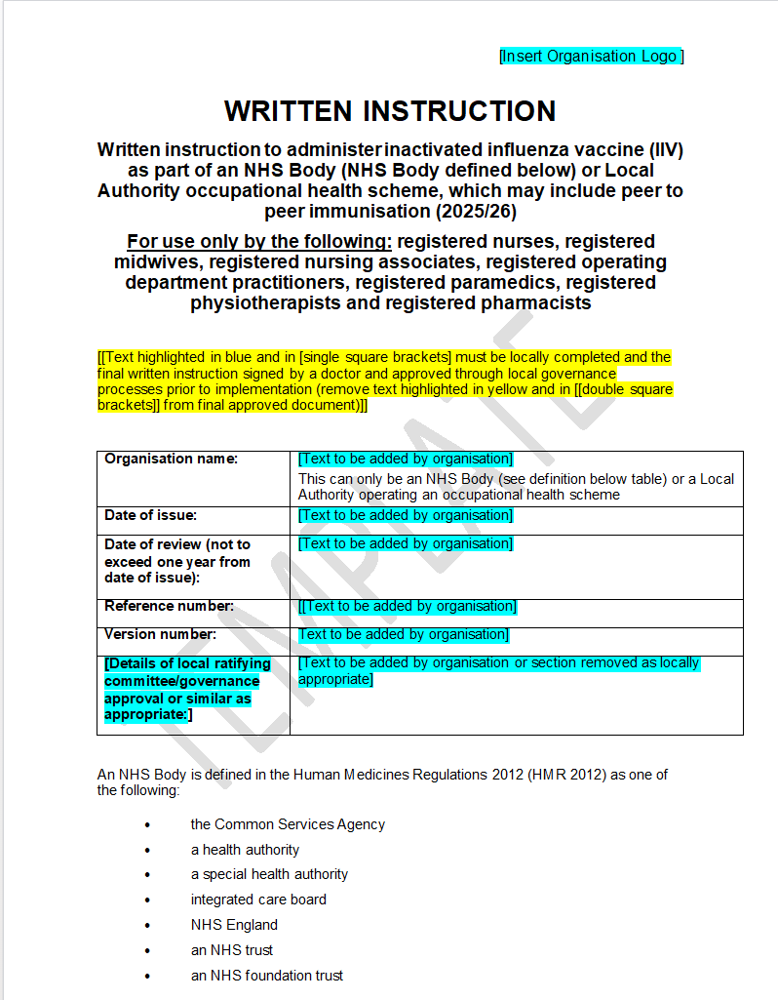 [Insert Organisation Logo ]
WRITTEN INSTRUCTION
Written instruction to administer inactivated influenza vaccine (IIV)
as part of an NHS Body (NHS Body defined below) or Local
Authority occupational health scheme, which may include peer to
peer immunisation (2025/26)
For use only by the following: registered nurses, registered
midwives, registered nursing associates, registered operating
department practitioners, registered paramedics, registered
physiotherapists and registered pharmacists
[[Text highlighted in blue and in [single square brackets] must be locally completed and the
final written instruction signed by a doctor and approved through local governance
processes prior to implementation (remove text highlighted in yellow and in [[double square
brackets]] from final approved document)]]
Organisation name:
[Text to be added by organisation]
This can only be an NHS Body (see definition below table) or a Local
Authority operating an occupational health scheme
Date of issue:
[Text to be added by organisation]
Date of review (not to
exceed one year from
date of issue):
[Text to be added by organisation]
Reference number:
[[Text to be added by organisation]
Version number:
Text to be added by organisation]
[Details of local ratifying
committee/governance
approval or similar as
appropriate:]
[Text to be added by organisation or section removed as locally
appropriate]
TEMPLATE
An NHS Body is defined in the Human Medicines Regulations 2012 (HMR 2012) as one of
the following:
• the Common Services Agency
• a health authority
• a special health authority
• integrated care board
• NHS England
• an NHS trust
• an NHS foundation trust